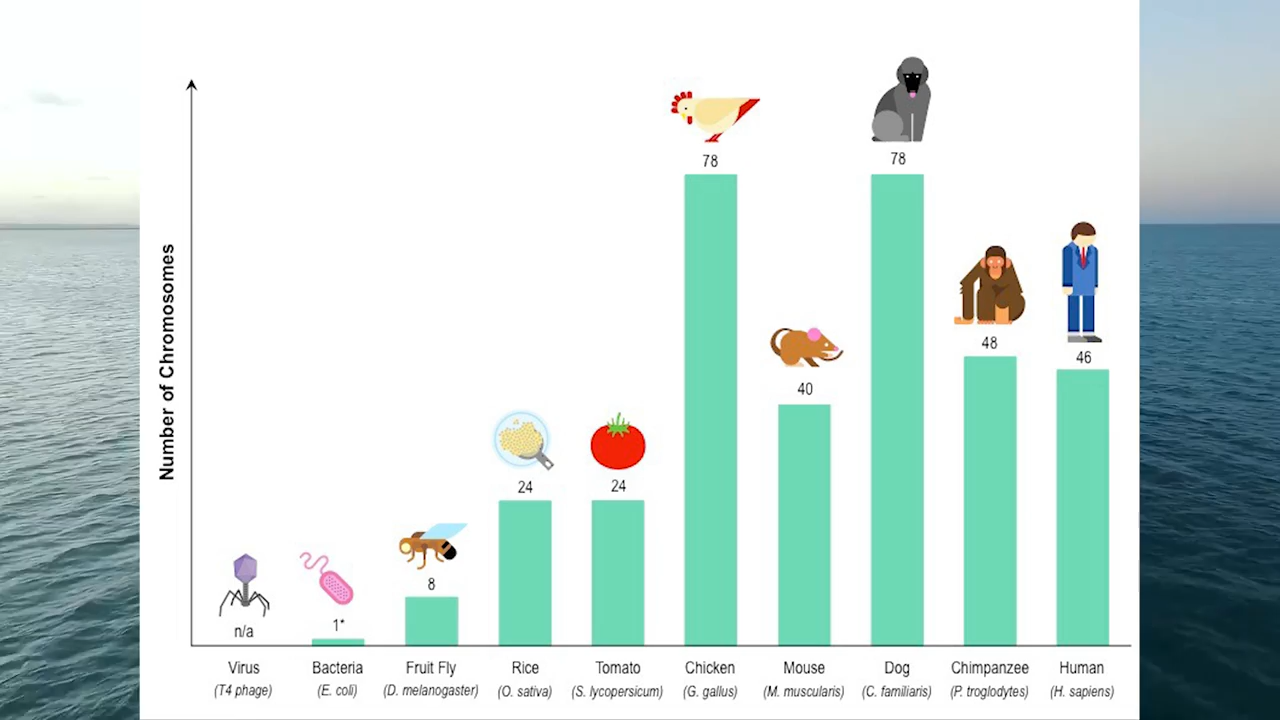 Number of Chromosomes
n/a
1*
8
24
24
78
40
78
48
46
Virus
(T4 phage)
Bacteria
(E. coli)
Fruit Fly
(D. melanogaster)
Rice
(O. sativa)
Tomato
(S. lycopersicum)
Chicken
(G. gallus)
Mouse
(M. muscularis)
Dog
(C. familiaris)
Chimpanzee
(P. troglodytes)
Human
(H. sapiens)